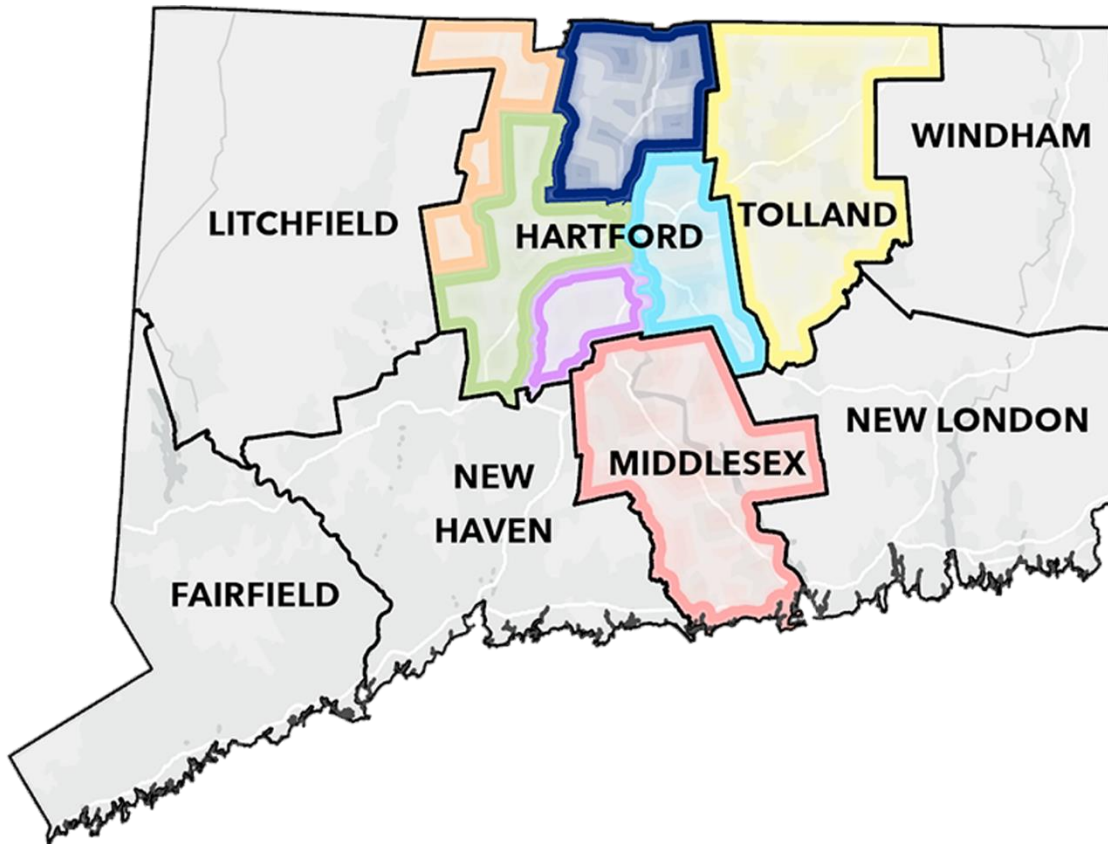 WINDHAM
LITCHFIELD
TOLLAND
HARTFORD
NEW LONDON
MIDDLESEX
NEW
HAVEN
FAIRFIELD